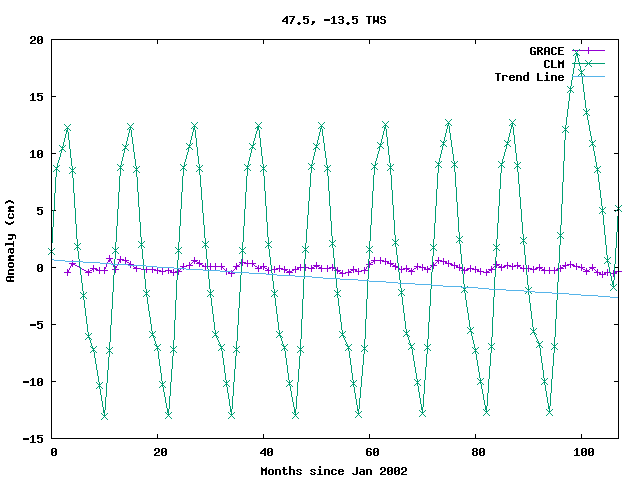 47.5, -13.5 TWS
GRACE
CLM
Trend Line
20
15
10
5
0
-5
-10
-15
Anomaly (cm)
0 20 40 60 80 100
Months since Jan 2002